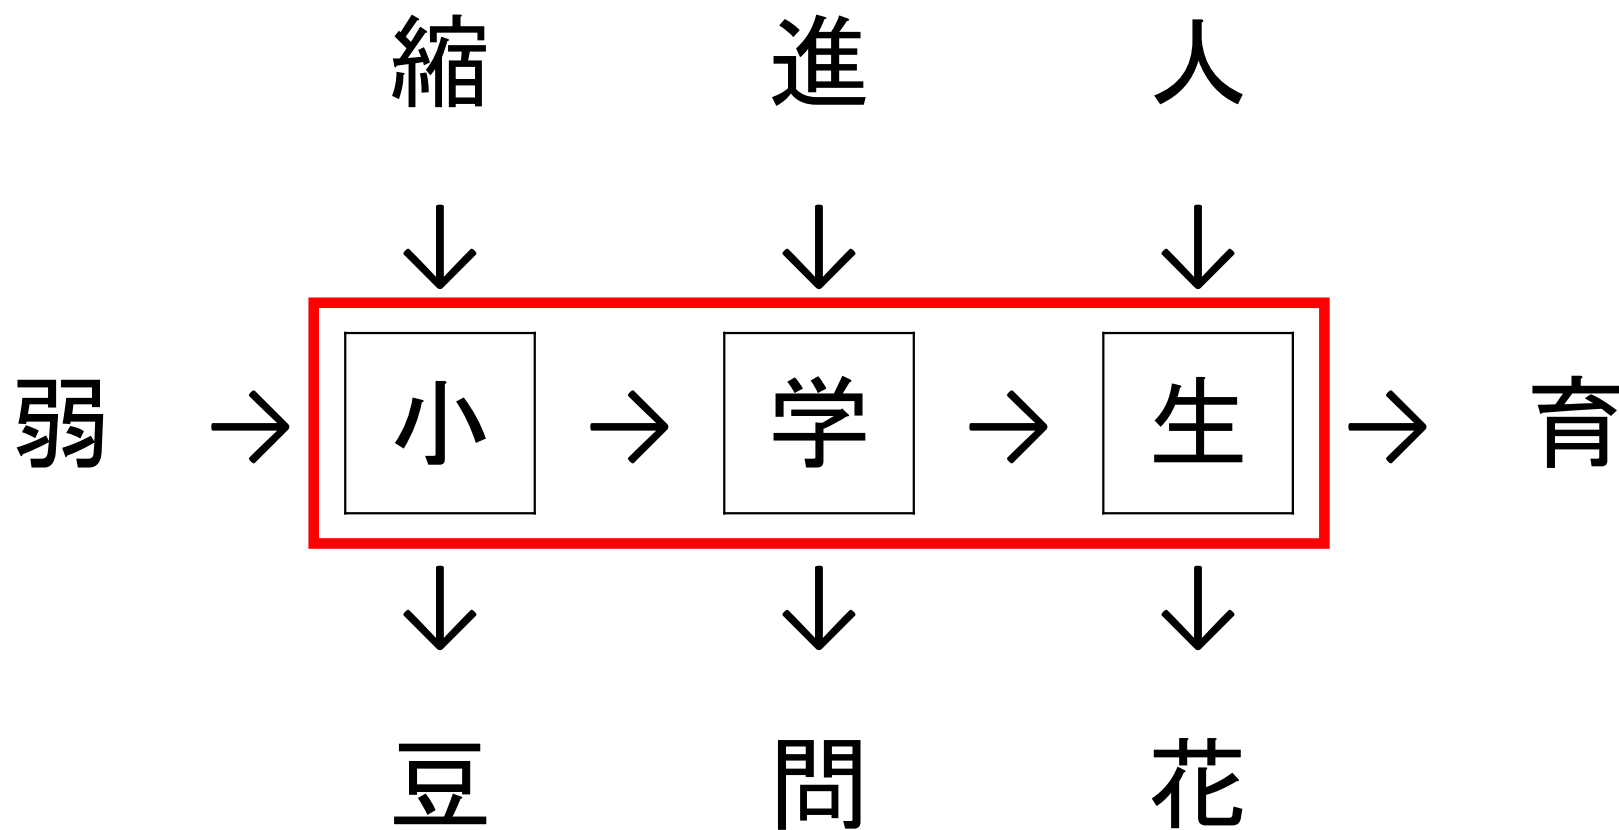 縮 進 人
↓ ↓ ↓
弱 → 小 → 学 → 生 → 育
↓ ↓ ↓
豆 問 花